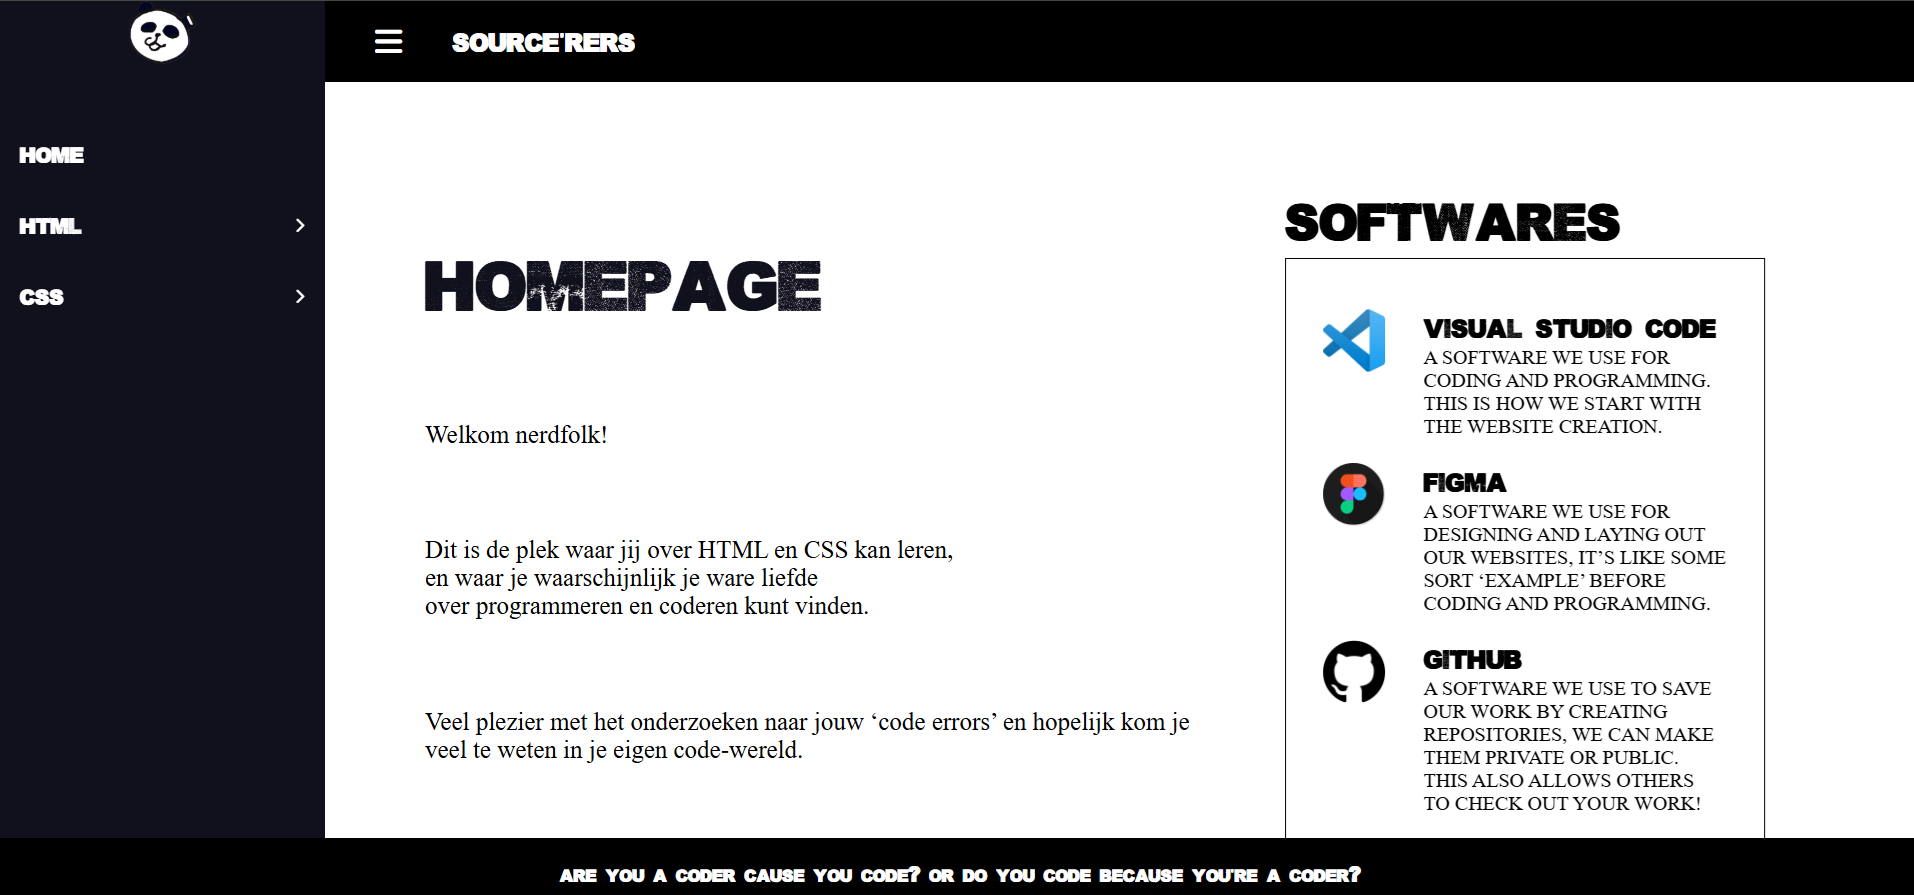 SOURCE'RERS
HOME
HTML
CSS
HOMEPAGE
Welkom nerdfolk!
Dit is de plek waar jij over HTML en CSS kan leren,
en waar je waarschijnlijk je ware liefde
over programmeren en coderen kunt vinden.
Veel plezier met het onderzoeken naar jouw ‘code errors’ en hopelijk kom je
veel te weten in je eigen code-wereld.
SOFTWARES
VISUAL STUDIO CODE
A SOFTWARE WE USE FOR
CODING AND PROGRAMMING.
THIS IS HOW WE START WITH
THE WEBSITE CREATION.
FIGMA
A SOFTWARE WE USE FOR
DESIGNING AND LAYING OUT
OUR WEBSITES, IT’S LIKE SOME
SORT ‘EXAMPLE’ BEFORE
CODING AND PROGRAMMING.
GITHUB
A SOFTWARE WE USE TO SAVE
OUR WORK BY CREATING
REPOSITORIES, WE CAN MAKE
THEM PRIVATE OR PUBLIC.
THIS ALSO ALLOWS OTHERS
TO CHECK OUT YOUR WORK!
ARE YOU A CODER CAUSE YOU CODE? OR DO YOU CODE BECAUSE YOU'RE A CODER?